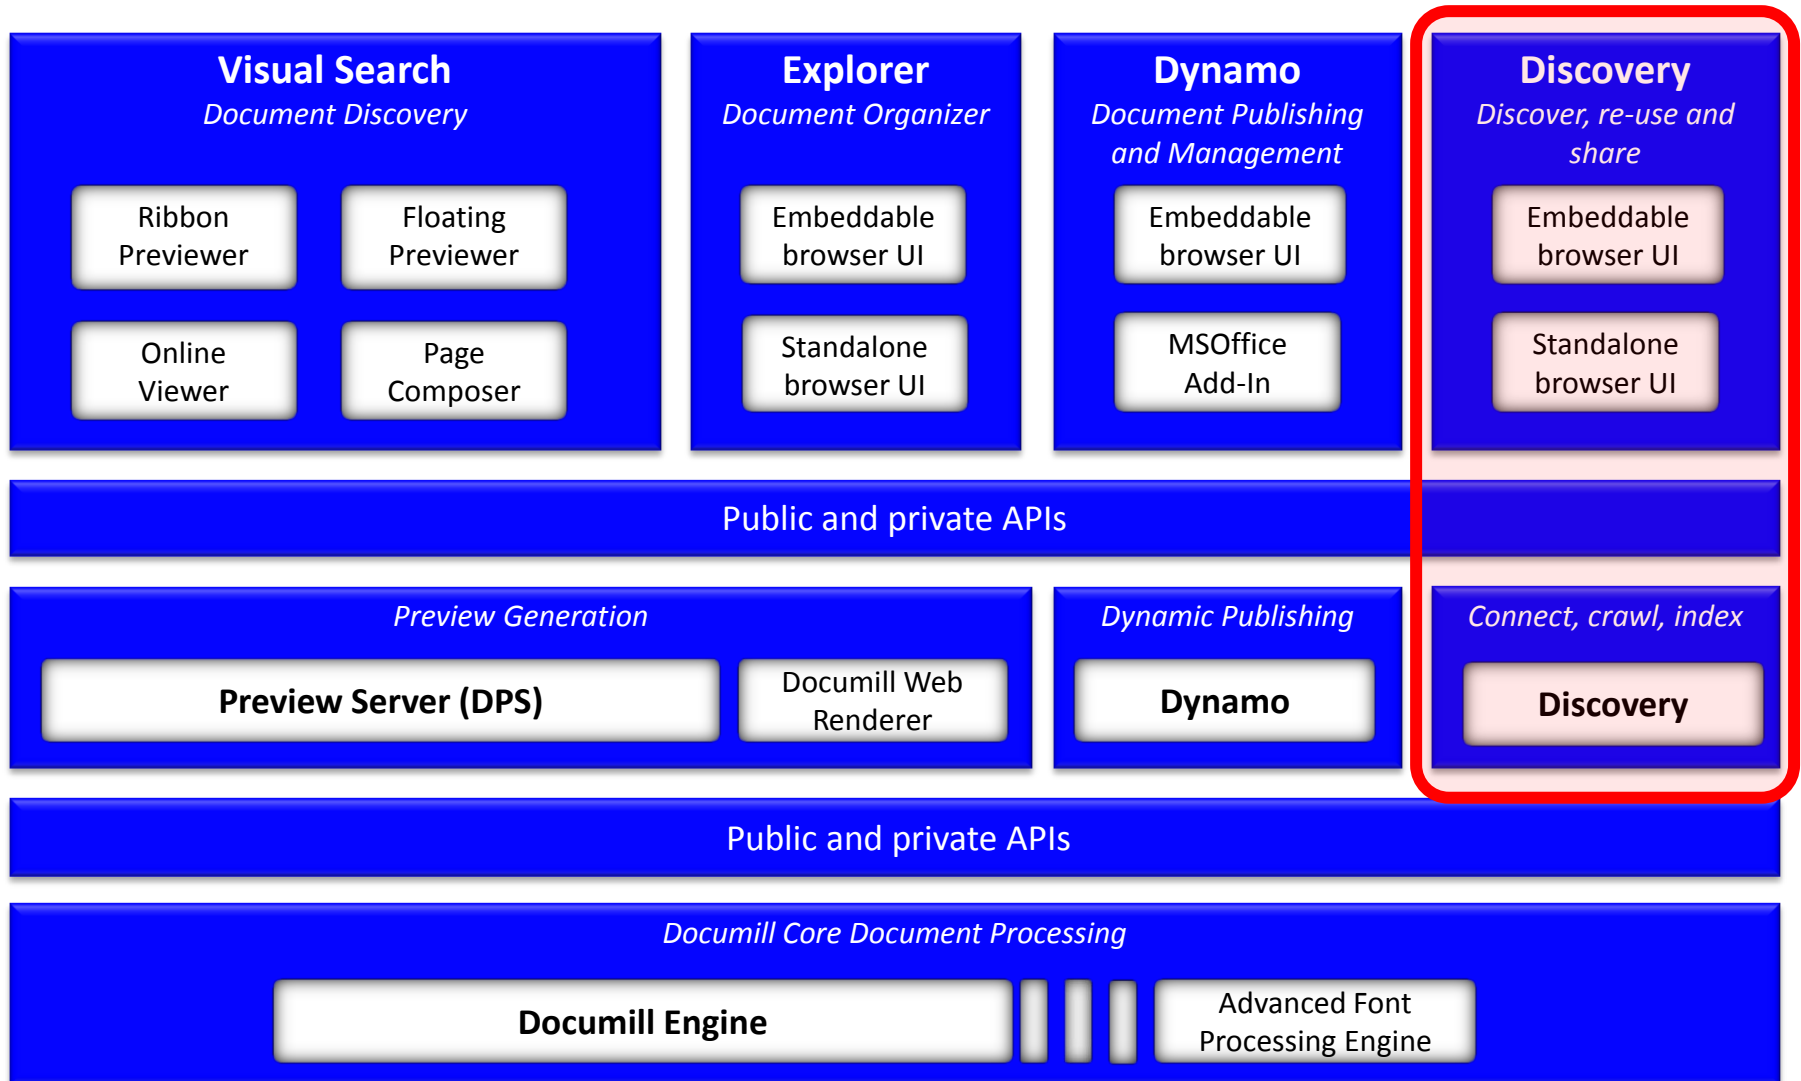 Visual Search
Document Discovery
Ribbon
Previewer
Floating
Previewer
Online
Viewer
Page
Composer
Explorer
Document Organizer
Embeddable
browser UI
Standalone
browser UI
Dynamo
Document Publishing
and Management
Embeddable
browser UI
MSOffice
Add-In
Discovery
Discover, re-use and
share
Embeddable
browser UI
Standalone
browser UI
Public and private APIs
Preview Generation
Preview Server (DPS)
Documill Web
Renderer
Dynamic Publishing
Dynamo
Connect, crawl, index
Discovery
Public and private APIs
Documill Core Document Processing
Documill Engine
Advanced Font
Processing Engine